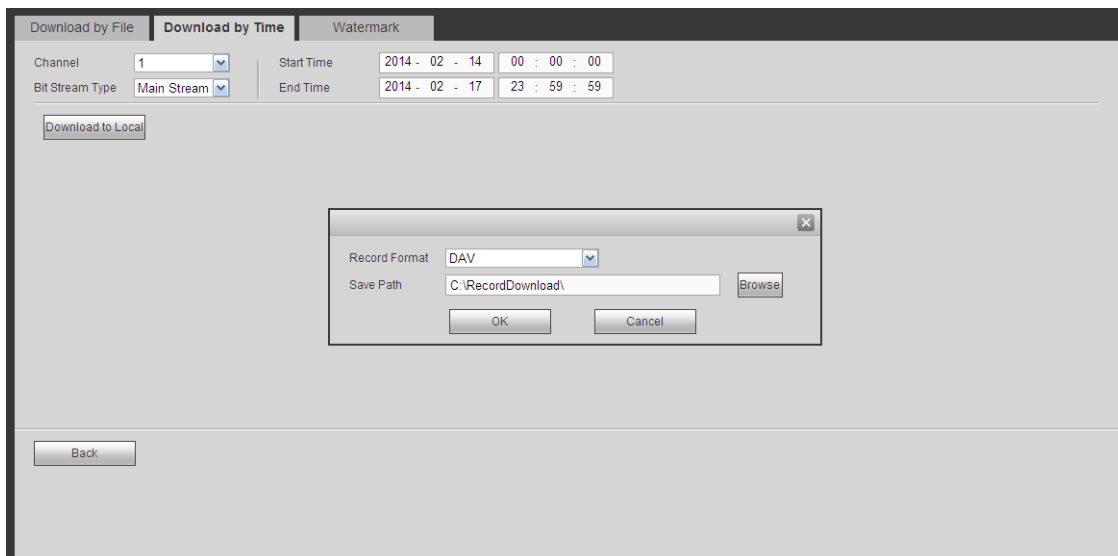 Download by File Download by Time Watermark
Channel 1 Start Time 2014 - 02 - 14 00 : 00 : 00
Bit Stream Type Main Stream End Time 2014 - 02 - 17 23 : 59 : 59
Download to Local
Record Format DAV
Save Path C:\RecordDownload\ Browse
OK Cancel
Back